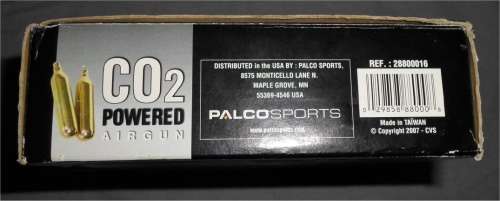 CO2
POWERED
AIRGUN
DISTRIBUTED in the USA BY : PALCO SPORTS,
8575 MONTICELLO LANE N.
MAPLE GROVE, MN
55369-4546 USA
PALCOSPORTS
www.palcosports.com
REF. : 28800016
Made in TAÏWAN
© Copyright 2007 - CVS